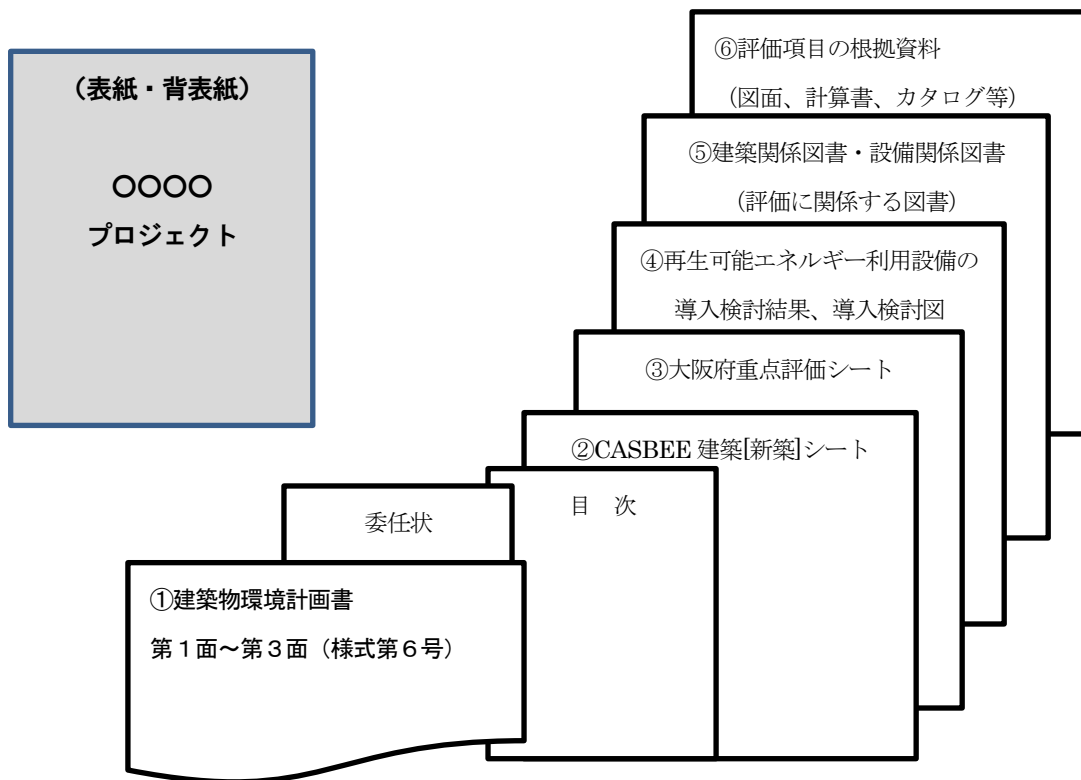 （表紙・背表紙）
〇〇〇〇
プロジェクト
⑥評価項目の根拠資料
（図面、計算書、カタログ等）
⑤建築関係図書・設備関係図書
（評価に関係する図書）
④再生可能エネルギー利用設備の
導入検討結果、導入検討図
③大阪府重点評価シート
②CASBEE 建築[新築]シート
目　次
委任状
①建築物環境計画書
第１面～第３面（様式第６号）